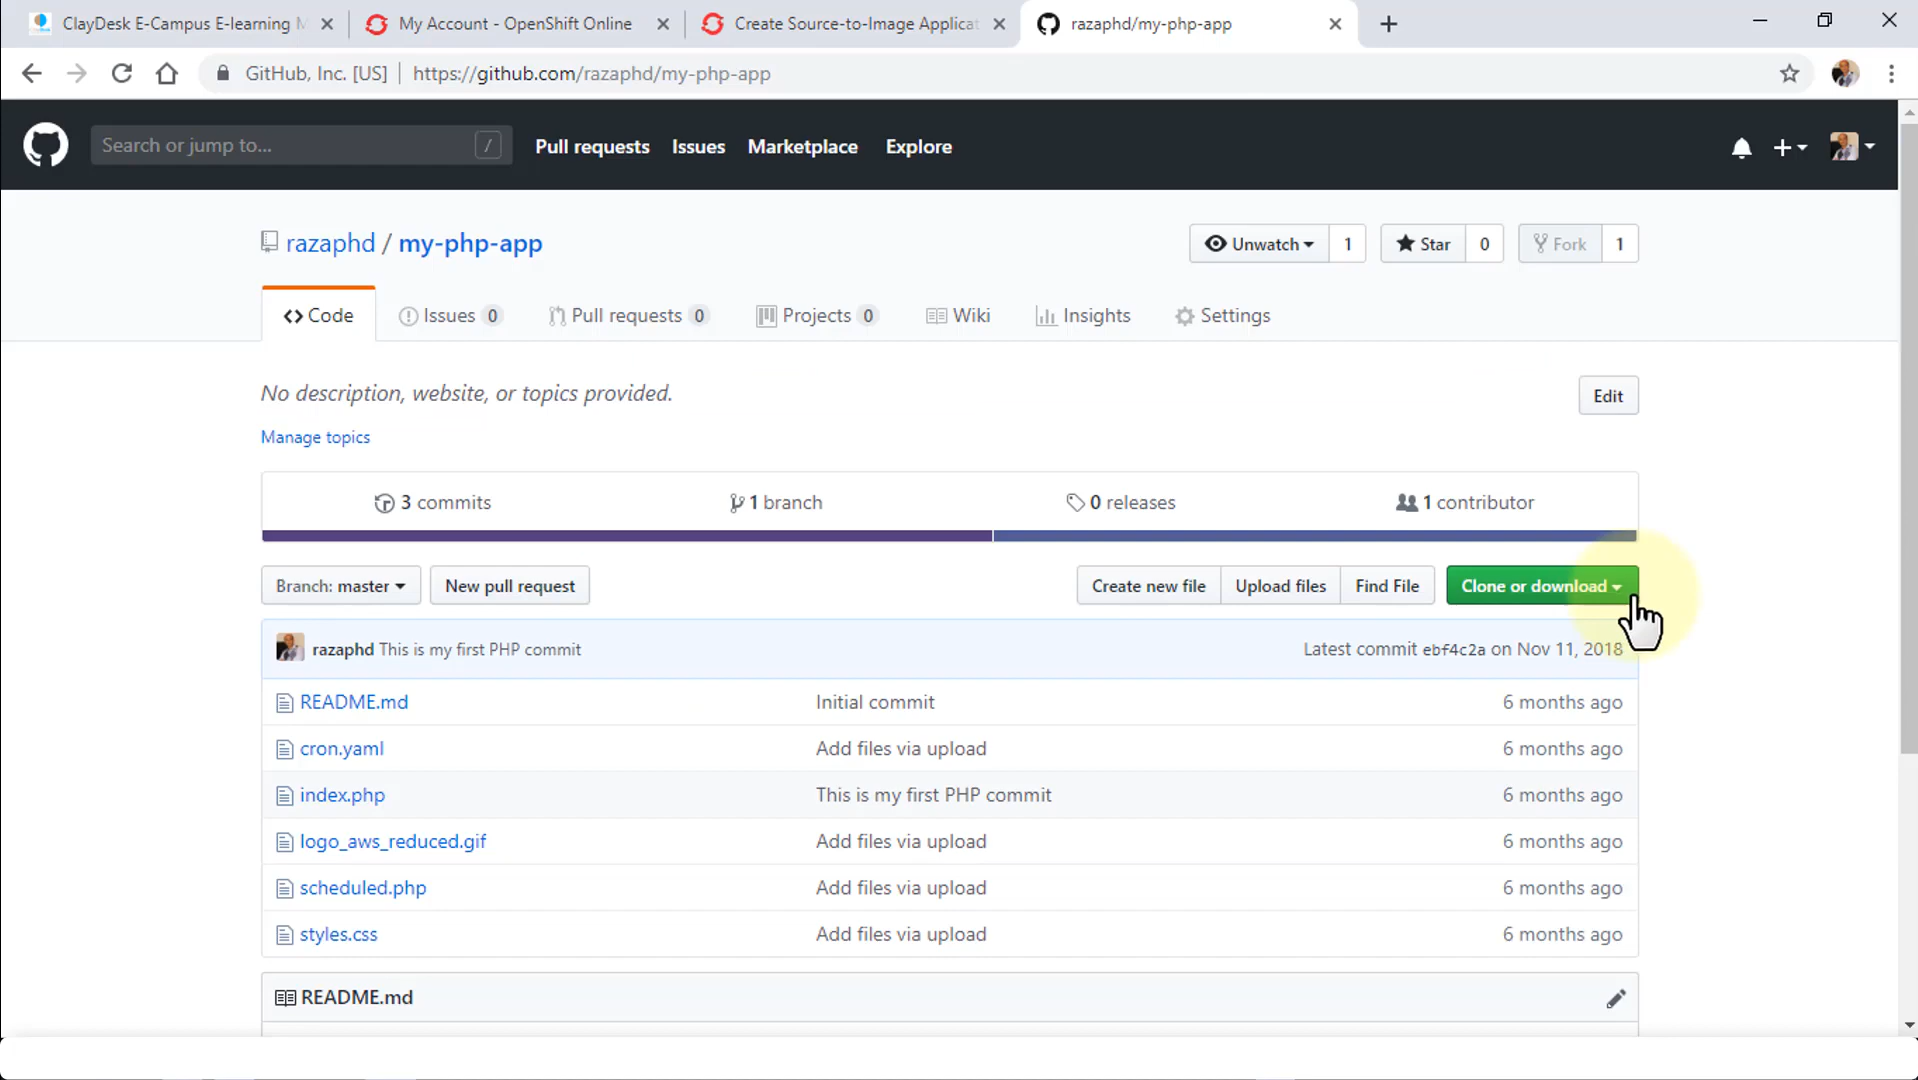 ClayDesk E-Campus E-learning M
My Account - OpenShift Online
Create Source-to-Image Applicat
razaphd/my-php-app
GitHub, Inc. [US] | https://github.com/razaphd/my-php-app
Search or jump to... /
Pull requests Issues Marketplace Explore
razaphd / my-php-app
Unwatch 1 Star 0 Fork 1
Code Issues 0 Pull requests 0 Projects 0 Wiki Insights Settings
No description, website, or topics provided.
Edit
Manage topics
3 commits 1 branch 0 releases 1 contributor
Branch: master New pull request Create new file Upload files Find File Clone or download
razaphd This is my first PHP commit Latest commit ebf4c2a on Nov 11, 2018
README.md Initial commit 6 months ago
cron.yaml Add files via upload 6 months ago
index.php This is my first PHP commit 6 months ago
logo_aws_reduced.gif Add files via upload 6 months ago
scheduled.php Add files via upload 6 months ago
styles.css Add files via upload 6 months ago
README.md